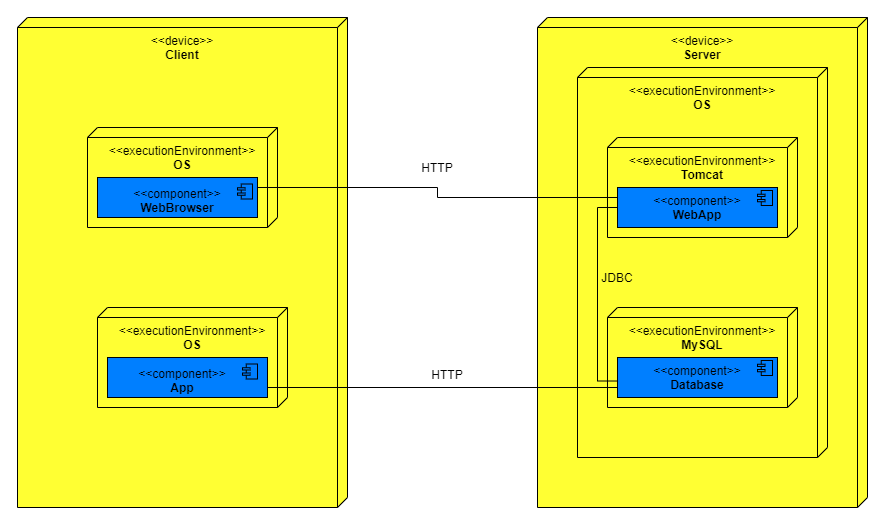 <<device>>
Client
<<executionEnvironment>>
OS
<<component>>
WebBrowser
<<executionEnvironment>>
OS
<<component>>
App
HTTP
HTTP
<<device>>
Server
<<executionEnvironment>>
OS
<<executionEnvironment>>
Tomcat
<<component>>
WebApp
JDBC
<<executionEnvironment>>
MySQL
<<component>>
Database